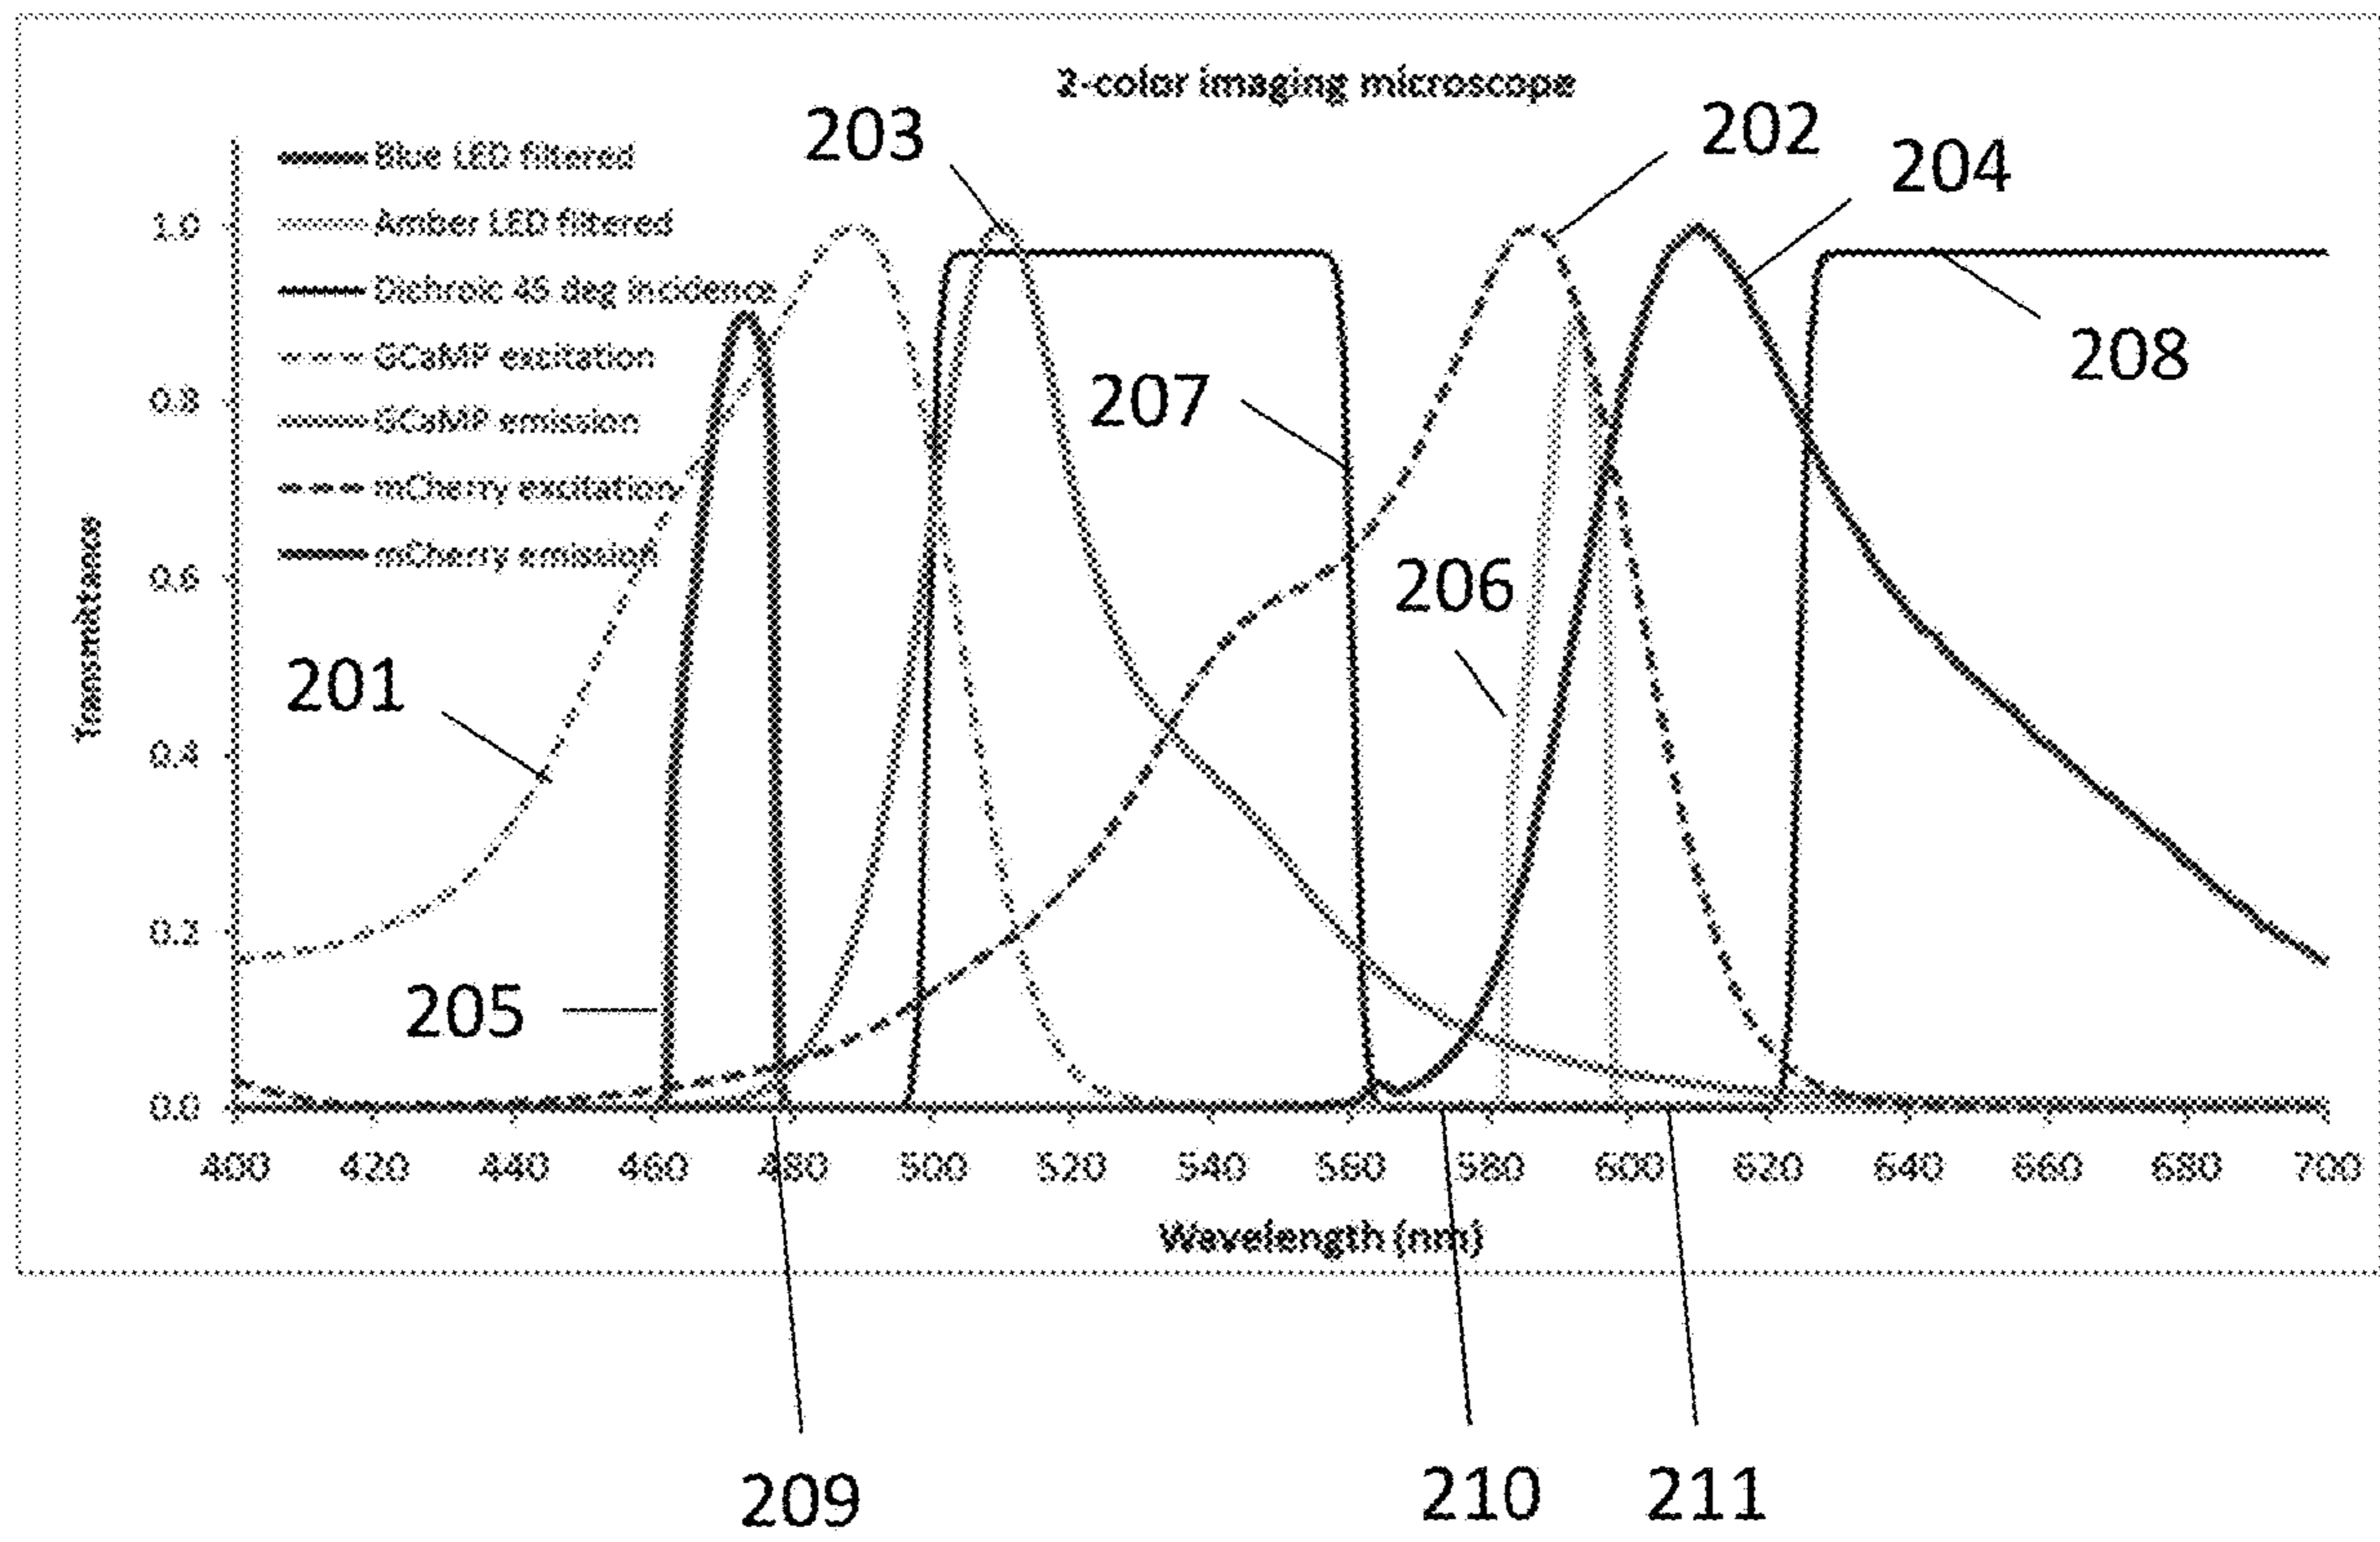 2-color imaging microscope
203
202
204
Blue LED filtered
Amber LED filtered
Dichroic 45 deg incidence
GCaMP excitation
GCaMP emission
mCherry excitation
mCherry emission
208
207
206
201
205
Transmittance
1.0
0.8
0.6
0.4
0.2
0.0
400 420 440 460 480 500 520 540 560 580 600 620 640 660 680 700
Wavelength (nm)
209
210
211